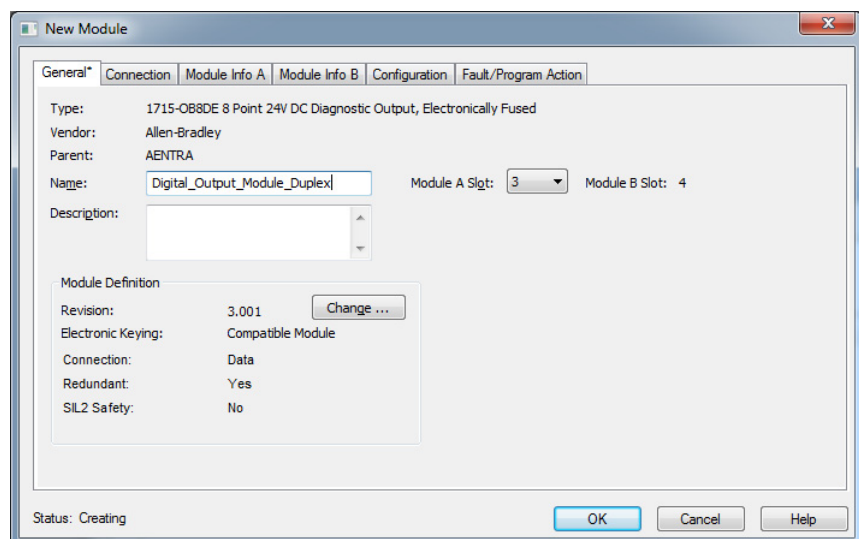 New Module
General* Connection Module Info A Module Info B Configuration Fault/Program Action
Type: 1715-OB8DE 8 Point 24V DC Diagnostic Output, Electronically Fused
Vendor: Allen-Bradley
Parent: AENTRA
Name: Digital_Output_Module_Duplex Module A Slot: 3 Module B Slot: 4
Description:
Module Definition
Revision: 3.001 Change ...
Electronic Keying: Compatible Module
Connection: Data
Redundant: Yes
SIL2 Safety: No
Status: Creating OK Cancel Help